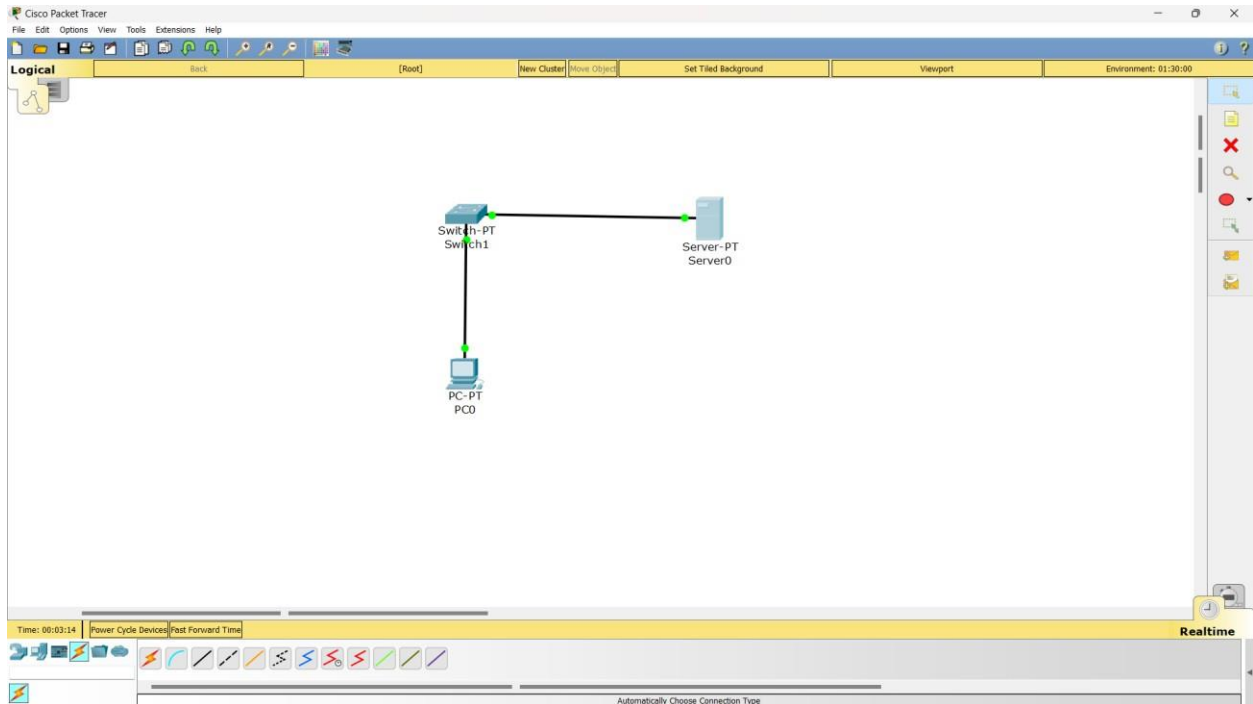 Cisco Packet Tracer
File Edit Options View Tools Extensions Help
Logical Back [Root] New Cluster Move Object Set Tiled Background Viewport Environment: 01:30:00
Switch-PT
Switch1
Server-PT
Server0
PC-PT
PC0
Time: 00:03:14 Power Cycle Devices Fast Forward Time Realtime
Automatically Choose Connection Type